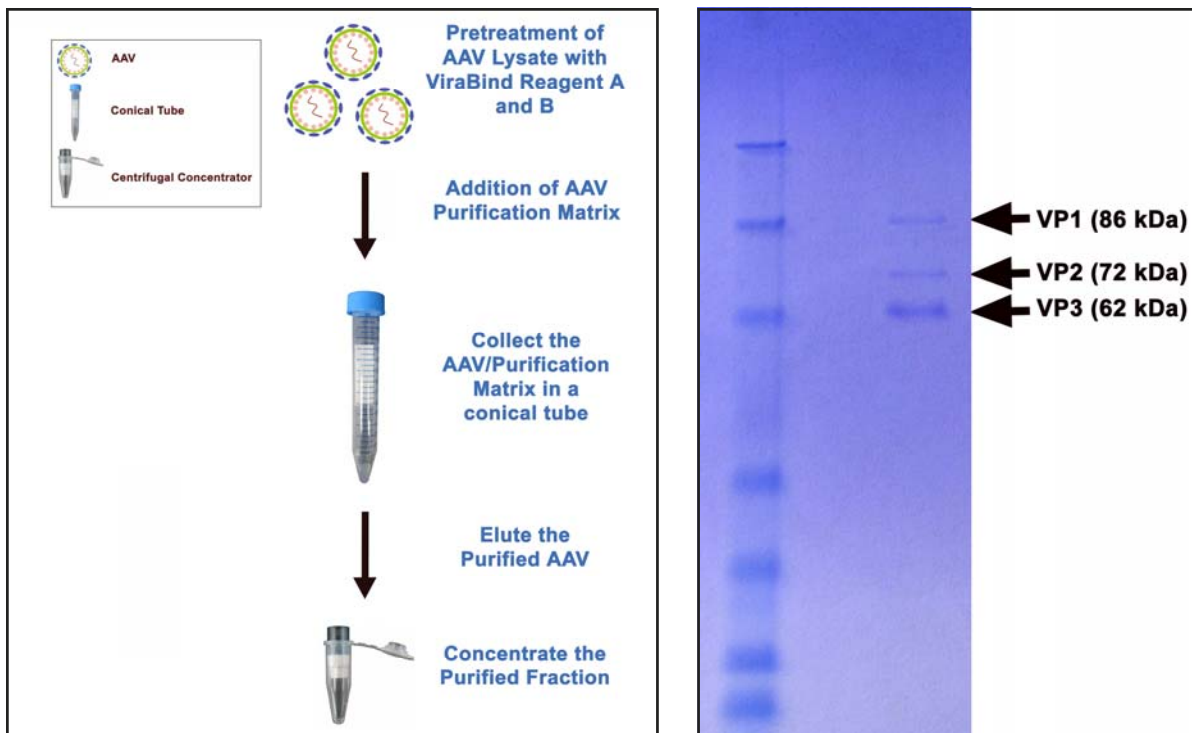 AAV
Conical Tube
Centrifugal Concentrator
Pretreatment of
AAV Lysate with
ViraBind Reagent A
and B
Addition of AAV
Purification Matrix
Collect the
AAV/Purification
Matrix in a
conical tube
Elute the
Purified AAV
Concentrate the
Purified Fraction
VP1 (86 kDa)
VP2 (72 kDa)
VP3 (62 kDa)